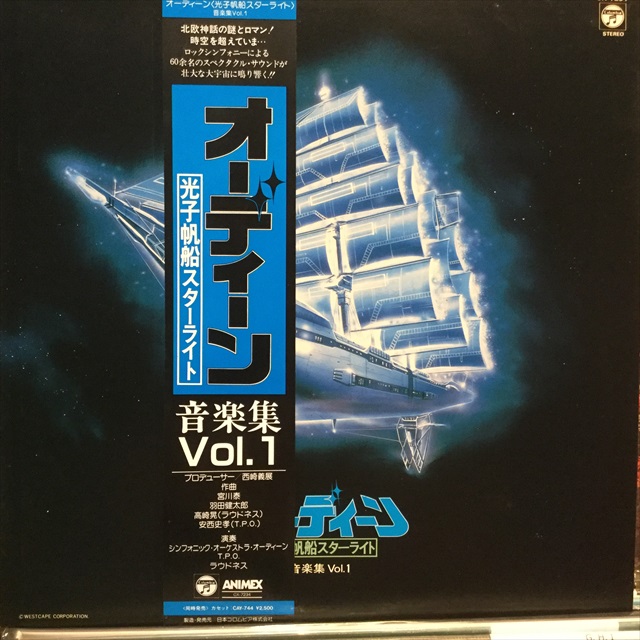 オーディーン〈光子帆船スターライト〉
音楽集Vol.1
北欧神話の謎とロマン!
時空を超えていま…
ロックシンフォニーによる
60余名のスペクタクル・サウンドが
壮大な大宇宙に鳴り響く!!
オーディーン
光子帆船スターライト
音楽集
Vol.1
プロデューサー 西崎義展
作曲
宮川泰
羽田健太郎
高崎晃(ラウドネス)
安西史孝(T.P.O.)
演奏
シンフォニック・オーケストラ・オーディーン
T.P.O.
ラウドネス
ANIMEX
CX-7234
〈同時発売〉 カセット CAY-744 ¥2,500
製造・発売元 日本コロムビア株式会社
STEREO
ーディーン
帆船スターライト
音楽集 Vol.1
©WESTCAPE CORPORATION